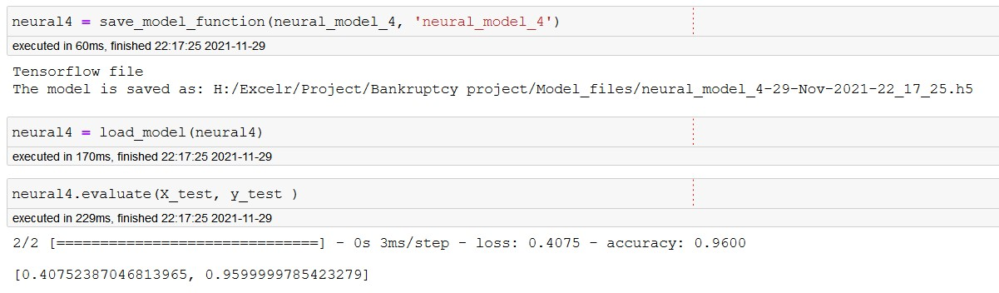 neural4 = save_model_function(neural_model_4, 'neural_model_4')
executed in 60ms, finished 22:17:25 2021-11-29
Tensorflow file
The model is saved as: H:/Excelr/Project/Bankruptcy project/Model_files/neural_model_4-29-Nov-2021-22_17_25.h5
neural4 = load_model(neural4)
executed in 170ms, finished 22:17:25 2021-11-29
neural4.evaluate(X_test, y_test )
executed in 229ms, finished 22:17:25 2021-11-29
2/2 [==============================] - 0s 3ms/step - loss: 0.4075 - accuracy: 0.9600
[0.40752387046813965, 0.9599999785423279]